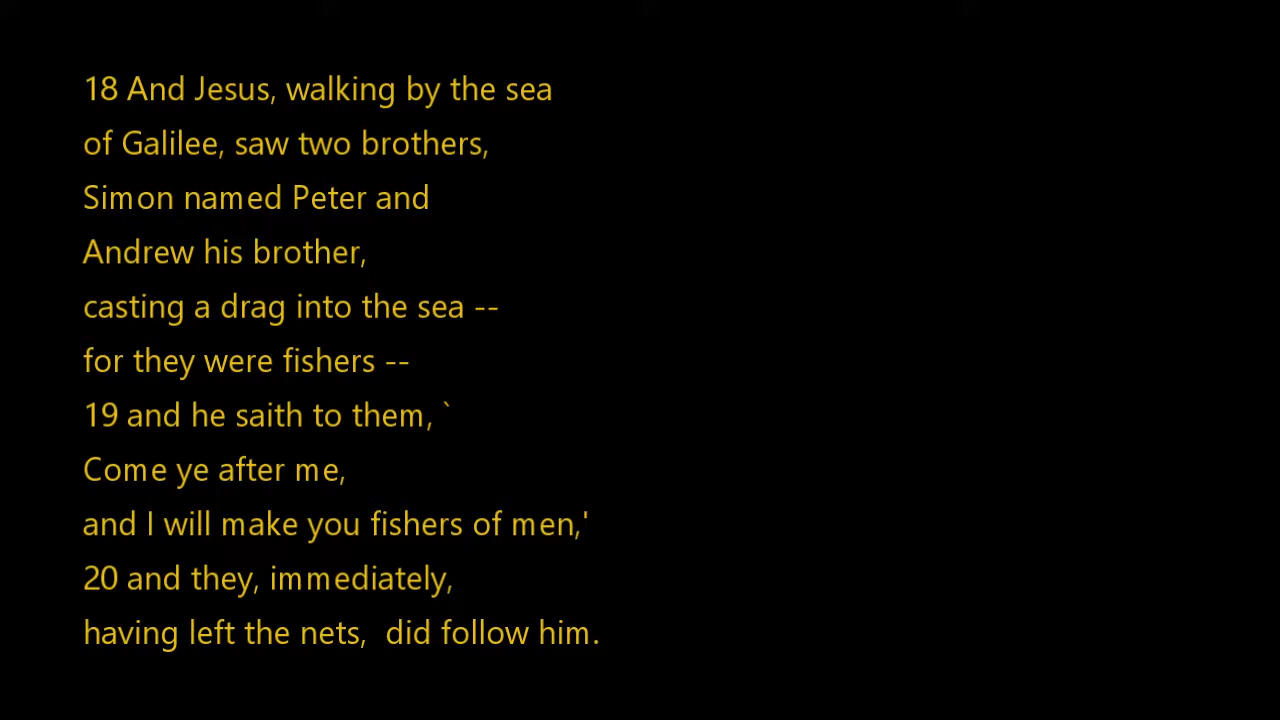 18 And Jesus, walking by the sea
of Galilee, saw two brothers,
Simon named Peter and
Andrew his brother,
casting a drag into the sea --
for they were fishers --
19 and he saith to them, `
Come ye after me,
and I will make you fishers of men,'
20 and they, immediately,
having left the nets,  did follow him.